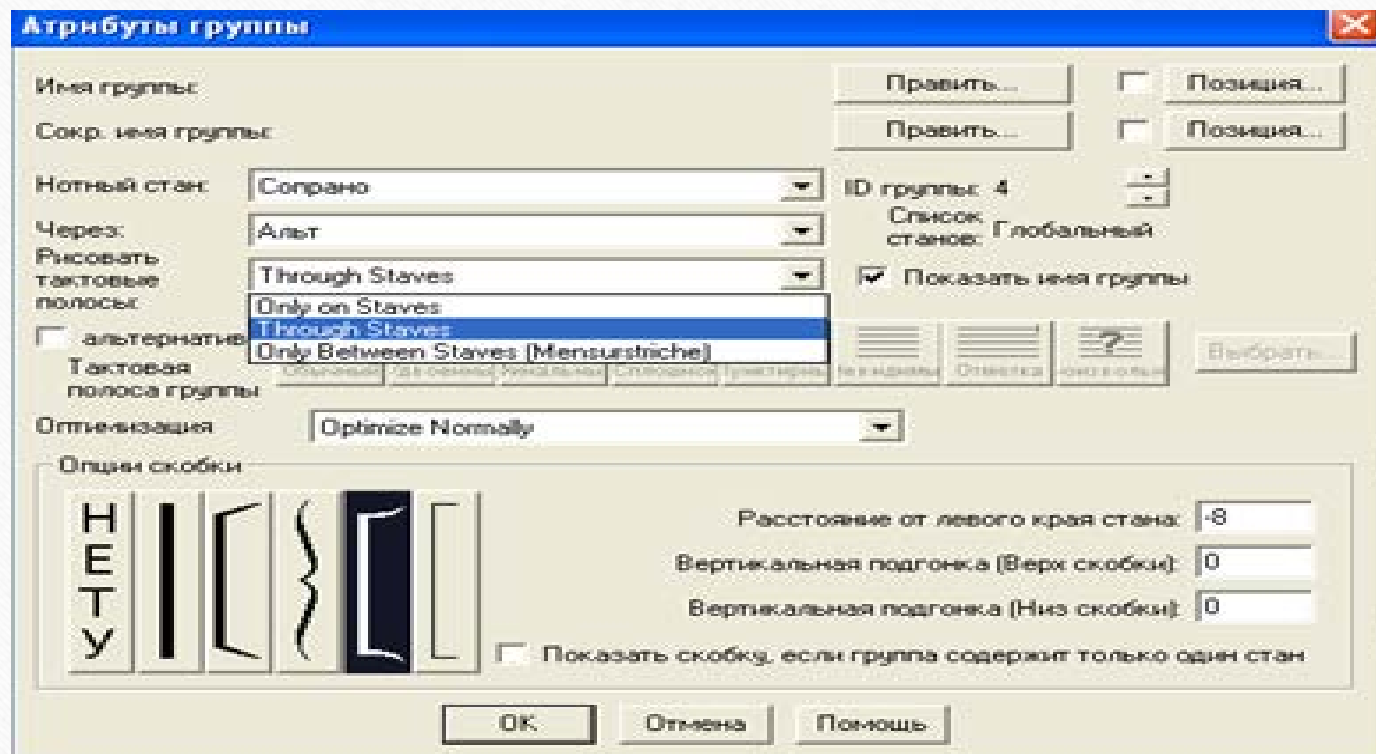 Атрибуты группы
Имя группы: Править... Позиция...
Сокр. имя группы: Править... Позиция...
Нотный стан: Сопрано ID группы: 4
Через: Альт Список станов: Глобальный
Рисовать тактовые полосы: Through Staves Показать имя группы
Only on Staves
Through Staves
Only Between Staves (Mensurstriche)
альтернатив
Тактовая полоса группы ? Выбрать...
Отметка
Оптимизация Optimize Normally
Опции скобки
НЕТУ
Расстояние от левого края стана: -8
Вертикальная подгонка (Верх скобки): 0
Вертикальная подгонка (Низ скобки): 0
Показать скобку, если группа содержит только один стан
OK Отмена Помощь